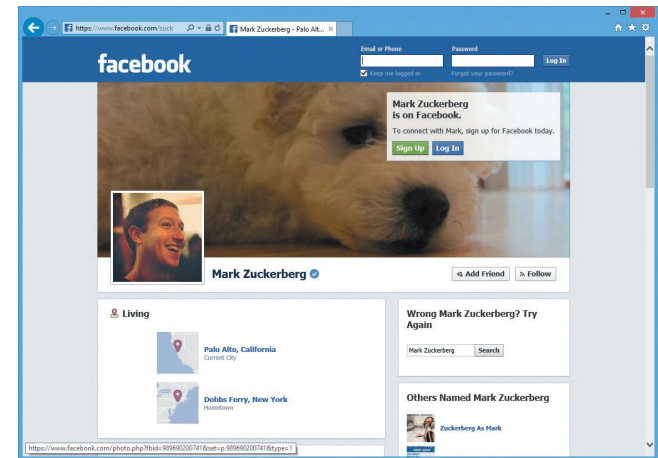 https://www.facebook.com/zuck
Mark Zuckerberg - Palo Alt...
facebook
Email or Phone
Password
Log In
Keep me logged in
Forgot your password?
Mark Zuckerberg
is on Facebook.
To connect with Mark, sign up for Facebook today.
Sign Up
Log In
Mark Zuckerberg
Add Friend
Follow
Living
Palo Alto, California
Current City
Dobbs Ferry, New York
Hometown
Wrong Mark Zuckerberg? Try
Again
Mark Zuckerberg
Search
Others Named Mark Zuckerberg
Zuckerberg As Mark
https://www.facebook.com/photo.php?fbid=989690200741&set=p.989690200741&type=1